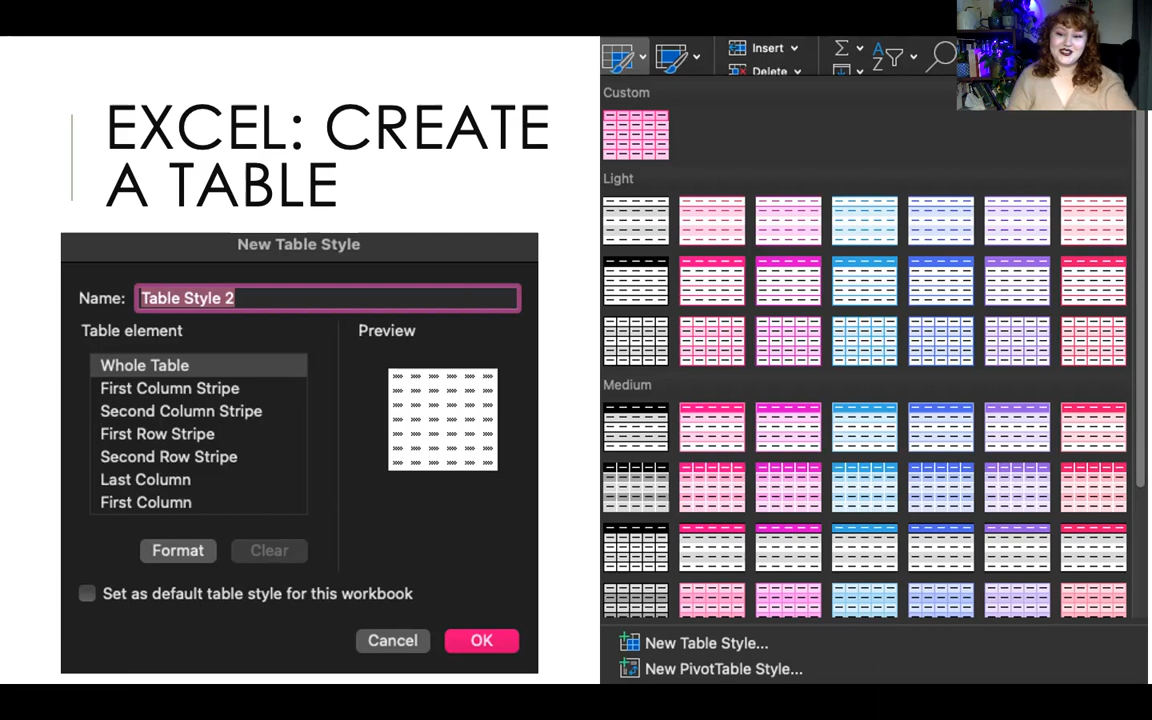 EXCEL: CREATE
A TABLE
New Table Style
Name: Table Style 2
Table element
Whole Table
First Column Stripe
Second Column Stripe
First Row Stripe
Second Row Stripe
Last Column
First Column
Preview
Format
Clear
Set as default table style for this workbook
Cancel
OK
Insert
Delete
Custom
Light
Medium
New Table Style...
New PivotTable Style...